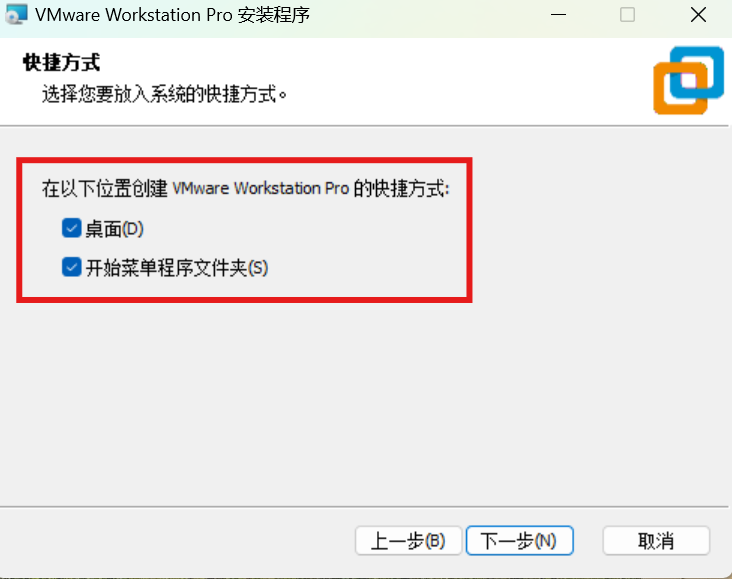 VMware Workstation Pro 安装程序
快捷方式
选择您要放入系统的快捷方式。
在以下位置创建 VMware Workstation Pro 的快捷方式:
桌面(D)
开始菜单程序文件夹(S)
上一步(B) 下一步(N) 取消